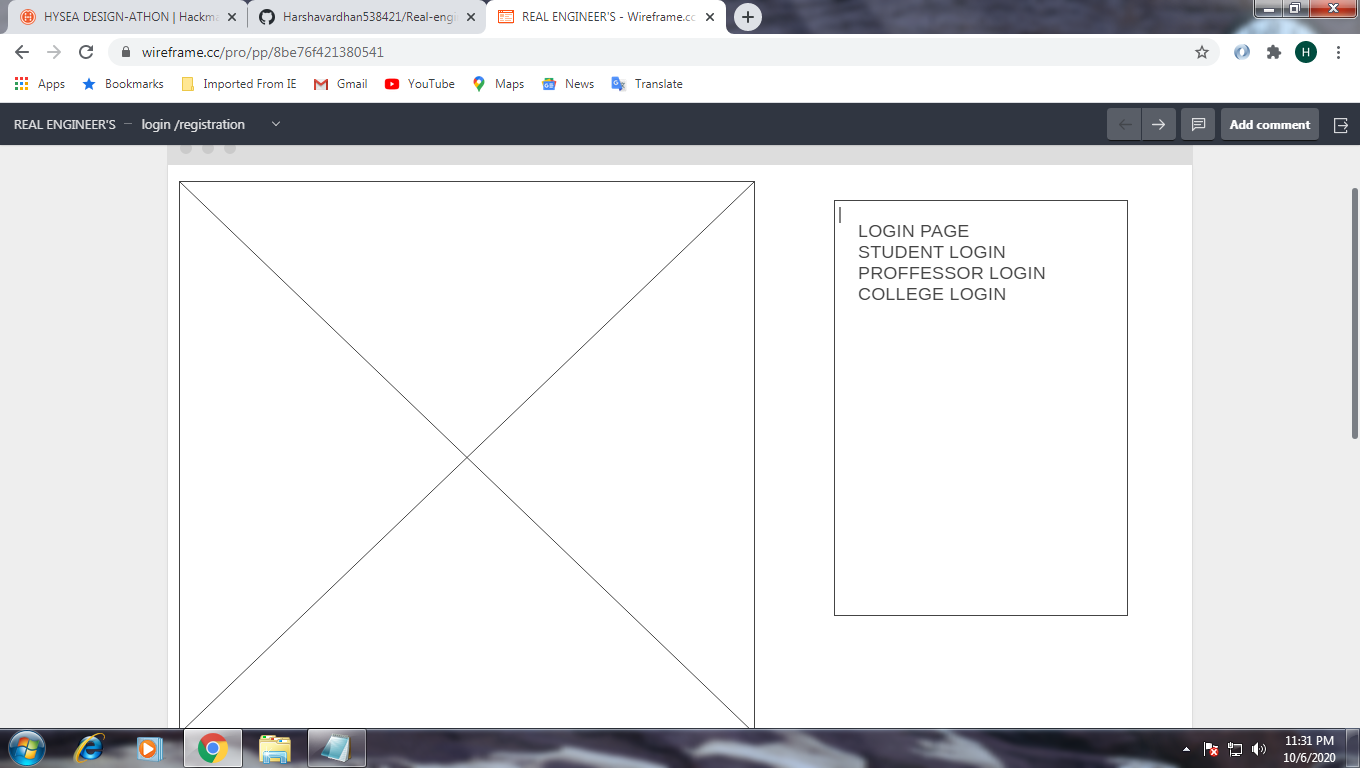 HYSEA DESIGN-ATHON | Hackma
Harshavardhan538421/Real-engi
REAL ENGINEER'S - Wireframe.cc
wireframe.cc/pro/pp/8be76f421380541
H
Apps
Bookmarks
Imported From IE
Gmail
YouTube
Maps
News
Translate
REAL ENGINEER'S — login /registration
Add comment
LOGIN PAGE
STUDENT LOGIN
PROFFESSOR LOGIN
COLLEGE LOGIN
11:31 PM
10/6/2020